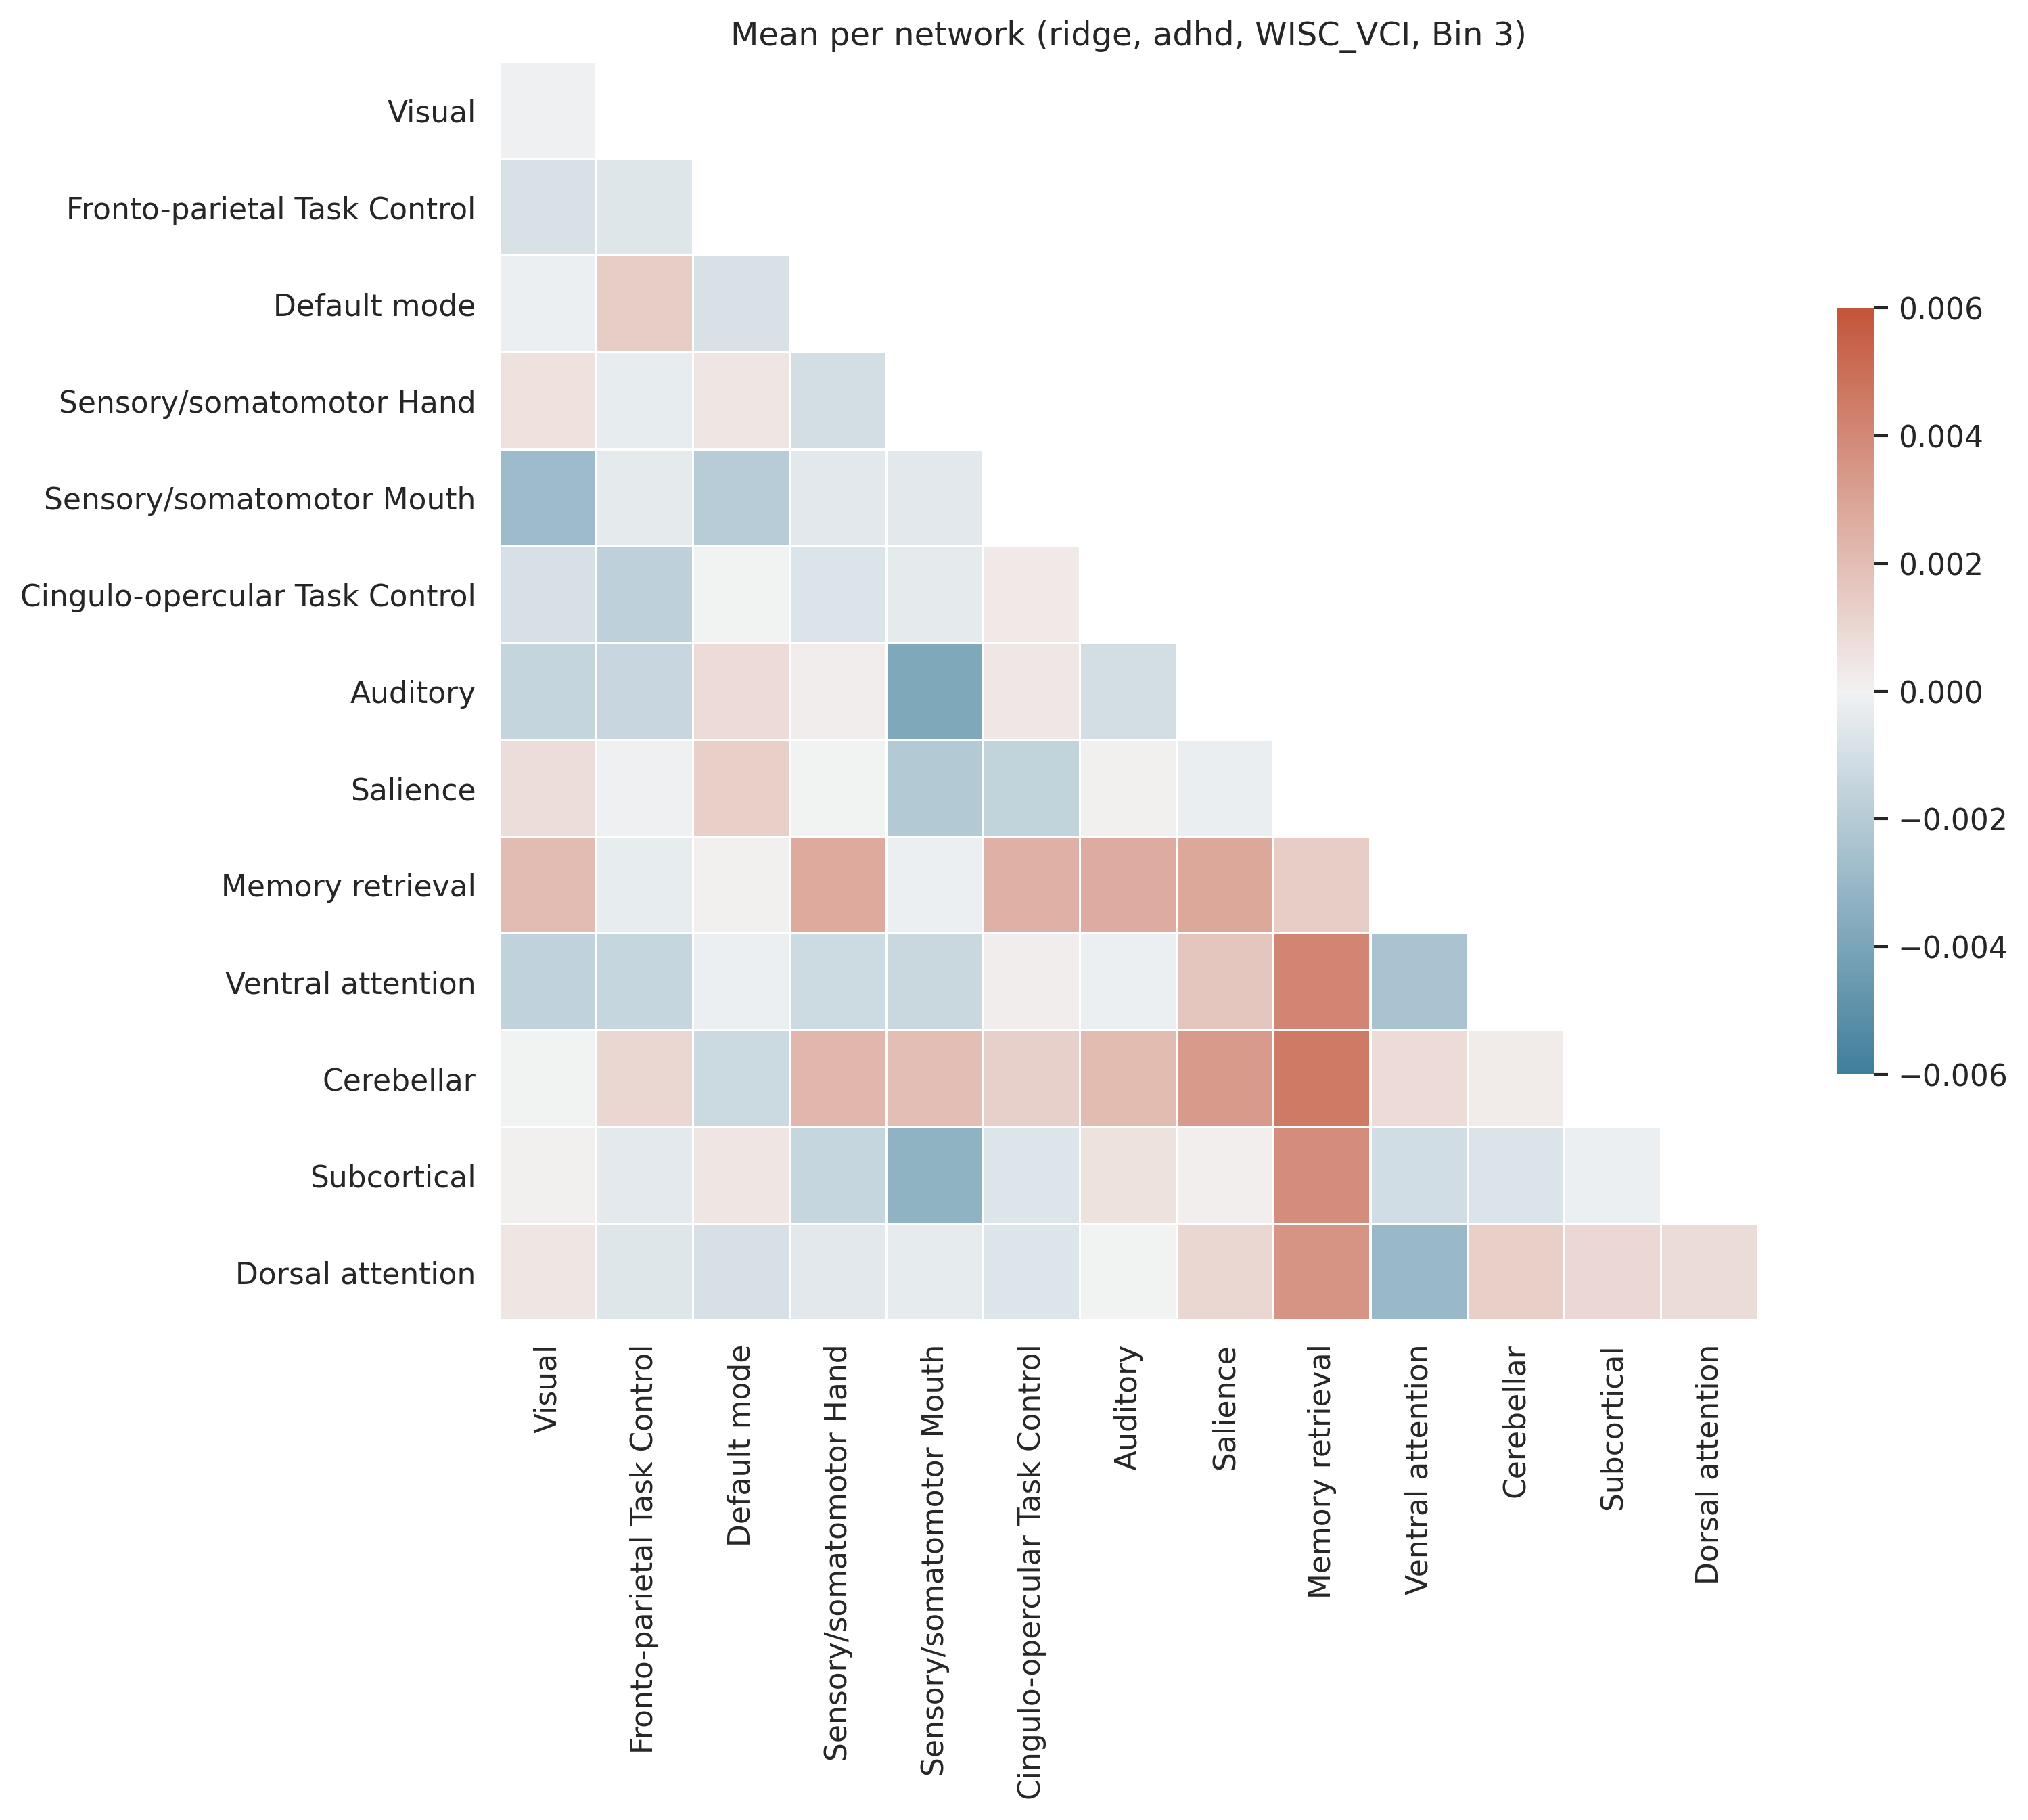 Mean per network (ridge, adhd, WISC_VCI, Bin 3)
Visual
Fronto-parietal Task Control
Default mode
Sensory/somatomotor Hand
Sensory/somatomotor Mouth
Cingulo-opercular Task Control
Auditory
Salience
Memory retrieval
Ventral attention
Cerebellar
Subcortical
Dorsal attention
Visual
Fronto-parietal Task Control
Default mode
Sensory/somatomotor Hand
Sensory/somatomotor Mouth
Cingulo-opercular Task Control
Auditory
Salience
Memory retrieval
Ventral attention
Cerebellar
Subcortical
Dorsal attention
0.006
0.004
0.002
0.000
−0.002
−0.004
−0.006